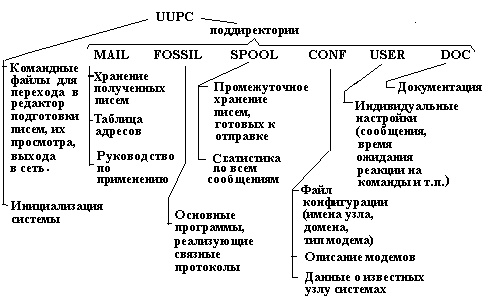 UUPC
поддиректории
MAIL FOSSIL SPOOL CONF USER DOC
Командные
файлы для
перехода в
редактор
подготовки
писем, их
просмотра,
выхода
в сеть.
Инициализация
системы
Хранение
полученных
писем
Таблица
адресов
Руководство
по
применению
Основные
программы,
реализующие
связные
протоколы
Промежуточное
хранение
писем,
готовых к
отправке
Статистика
по всем
сообщениям
Файл
конфигурации
(имена узла,
домена,
тип модема)
Описание модемов
Данные о известных
узлу системах
Индивидуальные
настройки
(сообщения,
время
ожидания
реакции на
команды и т.п.)
Документация